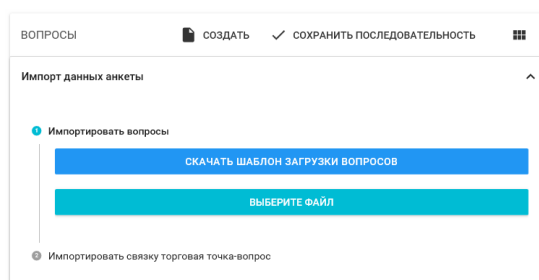 ВОПРОСЫ СОЗДАТЬ СОХРАНИТЬ ПОСЛЕДОВАТЕЛЬНОСТЬ
Импорт данных анкеты
1 Импортировать вопросы
СКАЧАТЬ ШАБЛОН ЗАГРУЗКИ ВОПРОСОВ
ВЫБЕРИТЕ ФАЙЛ
2 Импортировать связку торговая точка-вопрос